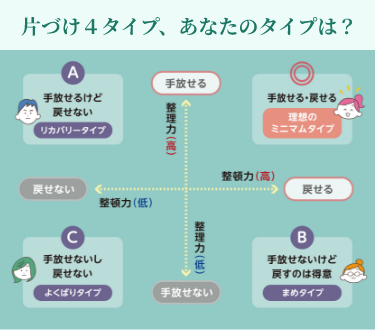 片づけ４タイプ、あなたのタイプは？
A
手放せるけど
戻せない
リカバリータイプ
手放せる
整理力(高)
◎
手放せる・戻せる
理想の
ミニマムタイプ
戻せない
整頓力(低)
整頓力(高)
戻せる
C
手放せないし
戻せない
よくばりタイプ
整理力(低)
手放せない
B
手放せないけど
戻すのは得意
まめタイプ